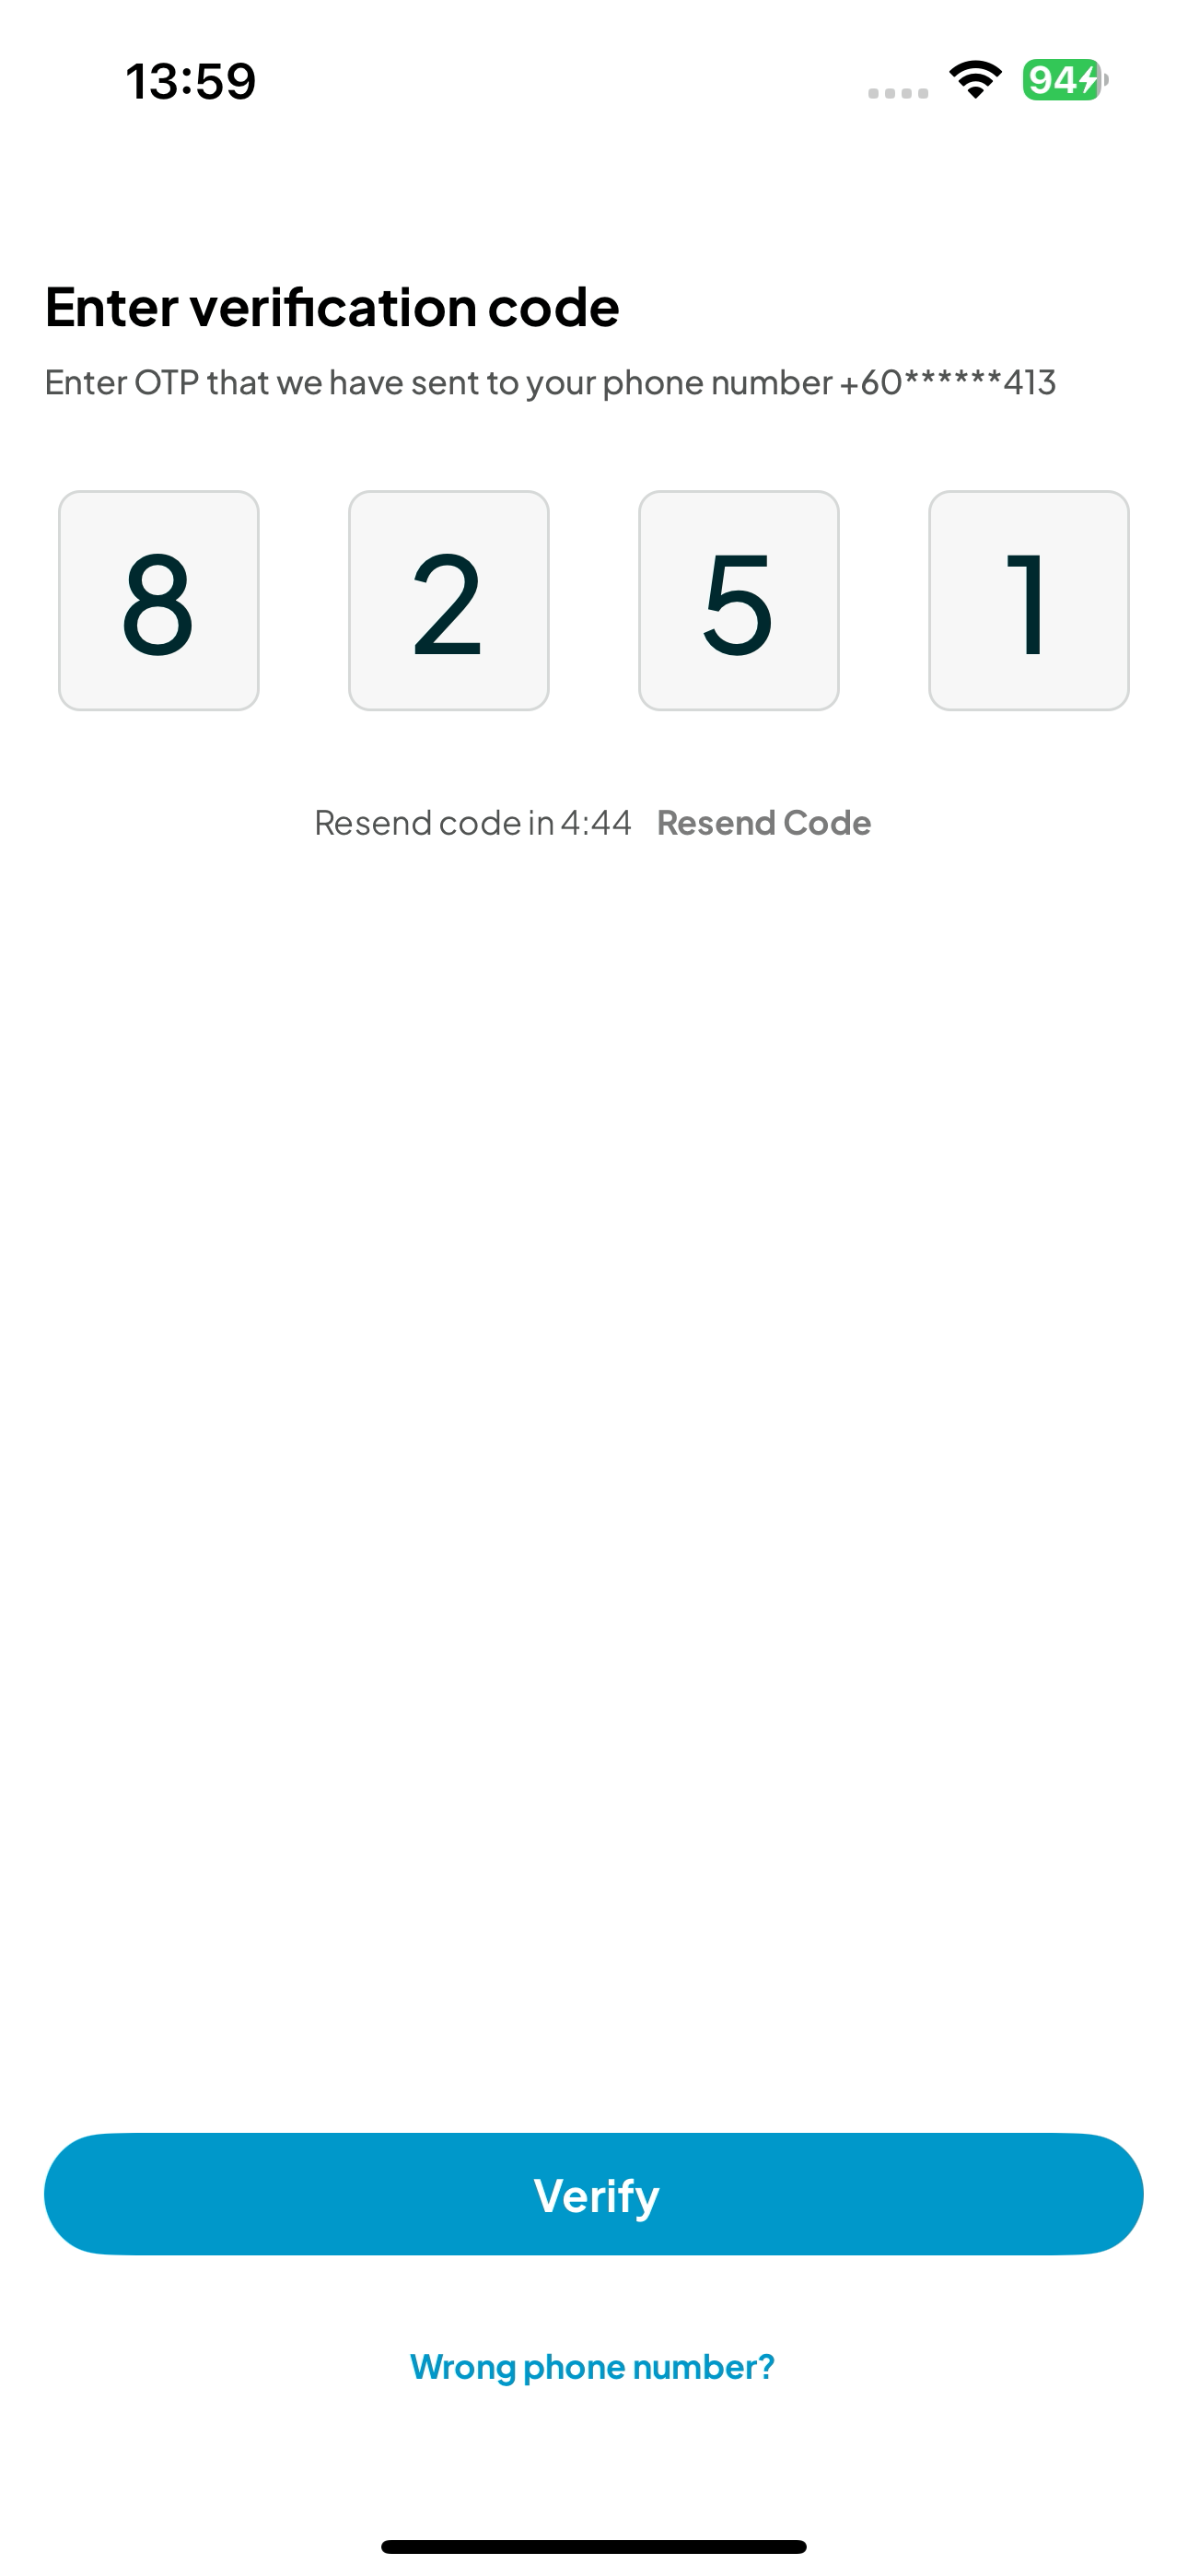 13:59
94
Enter verification code
Enter OTP that we have sent to your phone number +60******413
8 2 5 1
Resend code in 4:44 Resend Code
Verify
Wrong phone number?